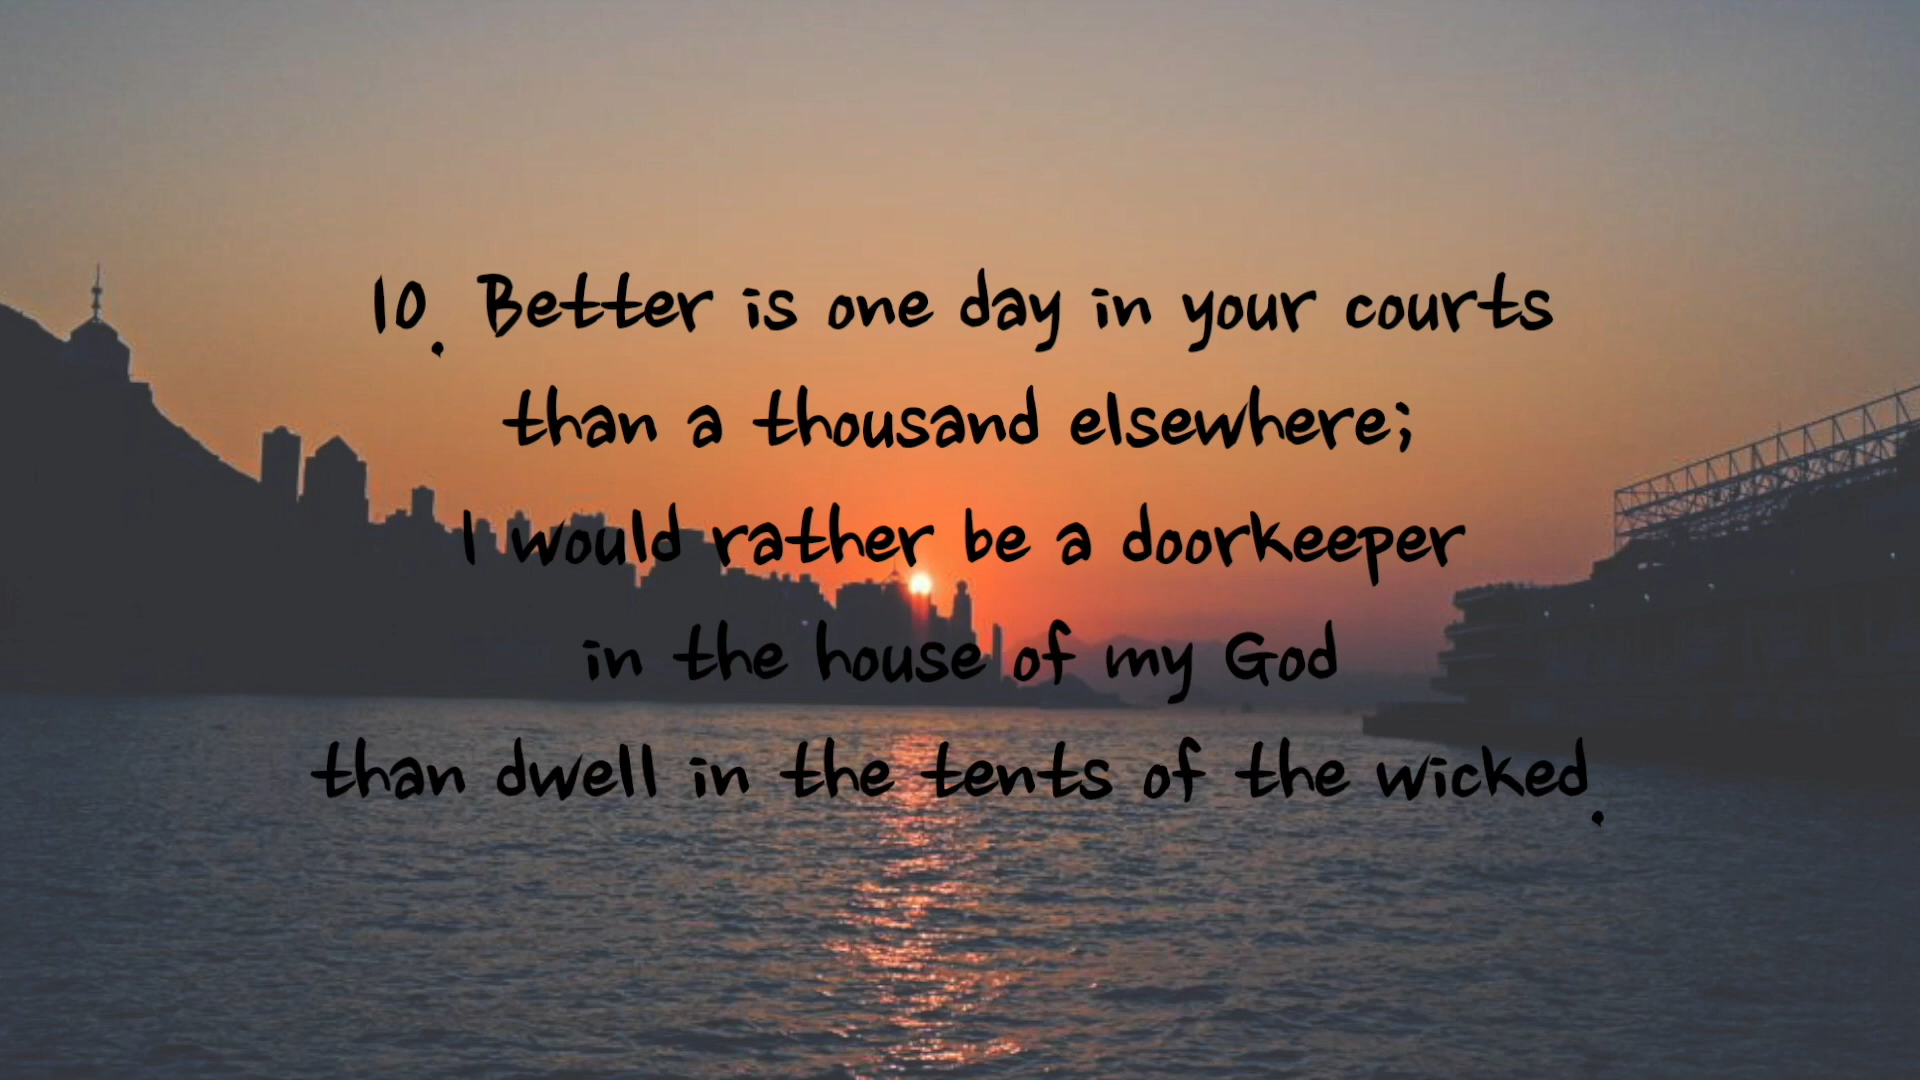 10. Better is one day in your courts
than a thousand elsewhere;
I would rather be a doorkeeper
in the house of my God
than dwell in the tents of the wicked.